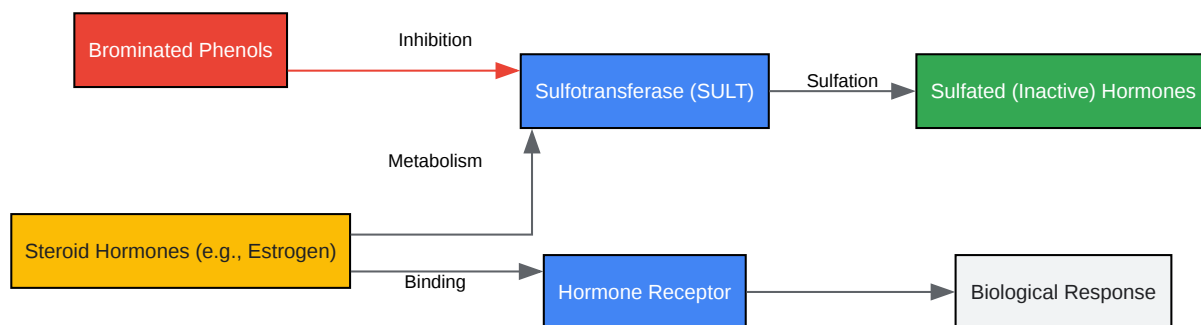 Brominated Phenols
Inhibition
Sulfotransferase (SULT)
Sulfation
Sulfated (Inactive) Hormones
Metabolism
Steroid Hormones (e.g., Estrogen)
Binding
Hormone Receptor
Biological Response